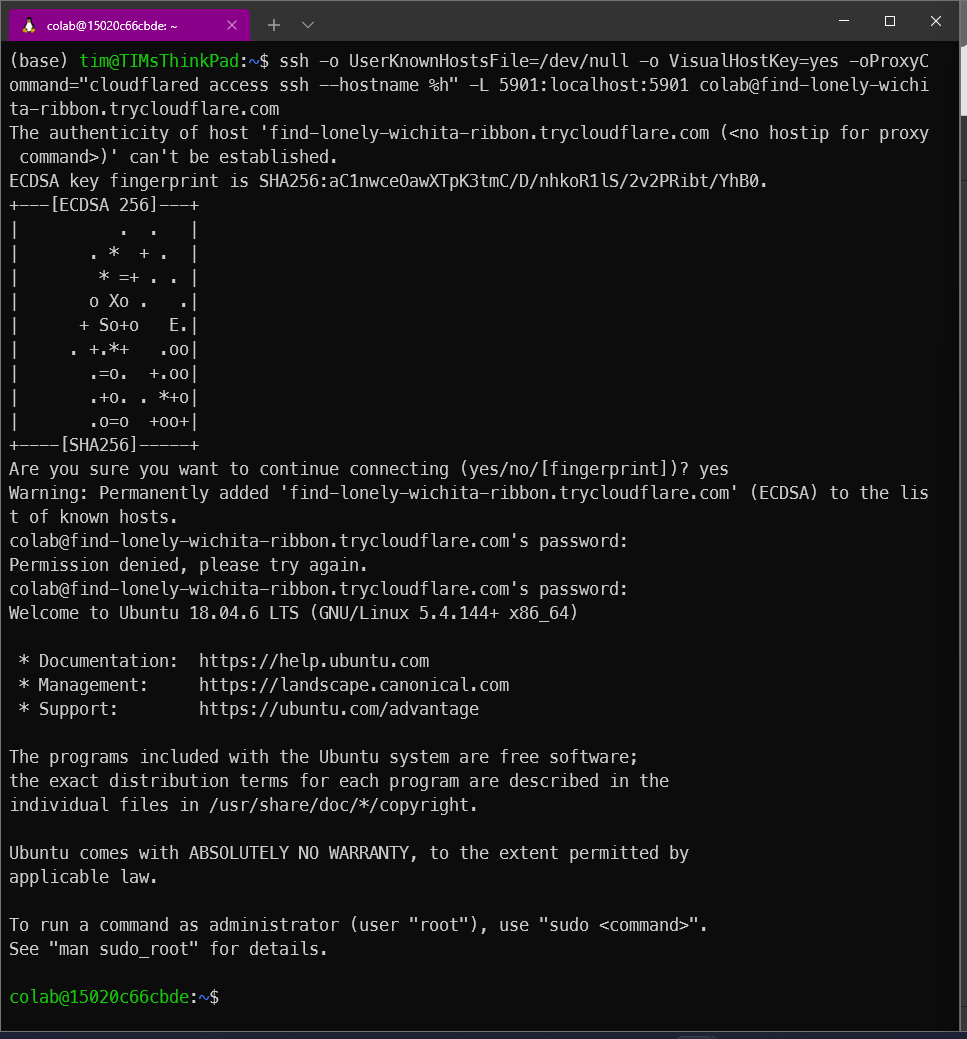 colab@15020c66cbde: ~
(base) tim@TIMsThinkPad:~$ ssh -o UserKnownHostsFile=/dev/null -o VisualHostKey=yes -oProxyC
ommand="cloudflared access ssh --hostname %h" -L 5901:localhost:5901 colab@find-lonely-wichi
ta-ribbon.trycloudflare.com
The authenticity of host 'find-lonely-wichita-ribbon.trycloudflare.com (<no hostip for proxy
 command>)' can't be established.
ECDSA key fingerprint is SHA256:aC1nwceOawXTpK3tmC/D/nhkoR1lS/2v2PRibt/YhB0.
+---[ECDSA 256]---+
|          .  .   |
|       . *  + .  |
|        * =+ . . |
|       o Xo .   .|
|      + So+o   E.|
|     . +.*+   .oo|
|       .=o.  +.oo|
|       .+o. . *+o|
|       .o=o  +oo+|
+----[SHA256]-----+
Are you sure you want to continue connecting (yes/no/[fingerprint])? yes
Warning: Permanently added 'find-lonely-wichita-ribbon.trycloudflare.com' (ECDSA) to the lis
t of known hosts.
colab@find-lonely-wichita-ribbon.trycloudflare.com's password:
Permission denied, please try again.
colab@find-lonely-wichita-ribbon.trycloudflare.com's password:
Welcome to Ubuntu 18.04.6 LTS (GNU/Linux 5.4.144+ x86_64)

 * Documentation:  https://help.ubuntu.com
 * Management:     https://landscape.canonical.com
 * Support:        https://ubuntu.com/advantage

The programs included with the Ubuntu system are free software;
the exact distribution terms for each program are described in the
individual files in /usr/share/doc/*/copyright.

Ubuntu comes with ABSOLUTELY NO WARRANTY, to the extent permitted by
applicable law.

To run a command as administrator (user "root"), use "sudo <command>".
See "man sudo_root" for details.

colab@15020c66cbde:~$